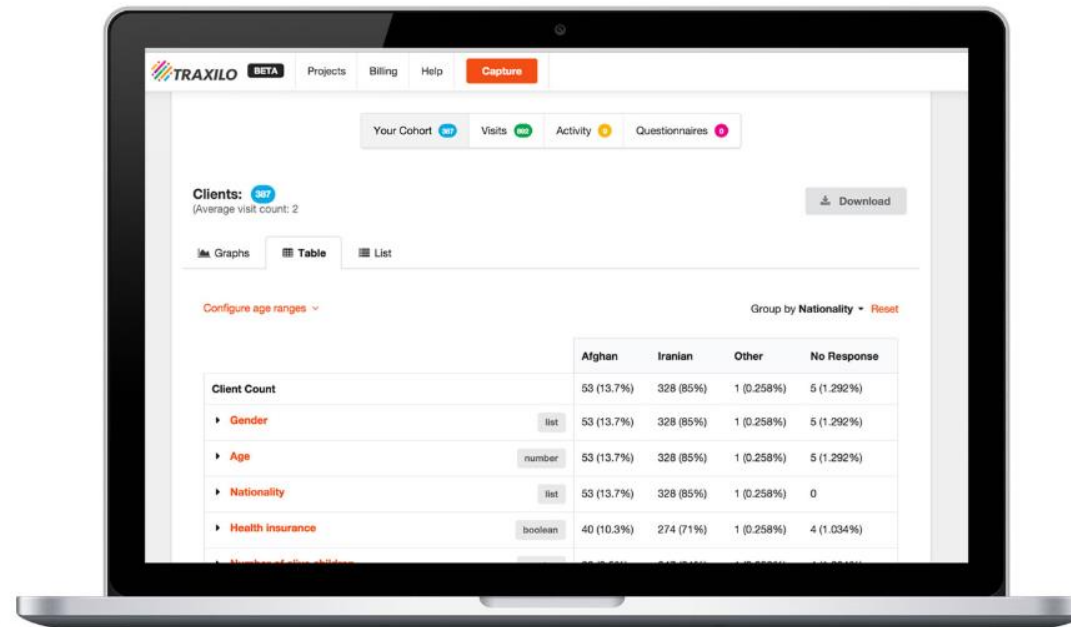 TRAXILO BETA Projects Billing Help Capture
Your Cohort 387 Visits Activity 0 Questionnaires 0
Clients: 387
(Average visit count: 2
Download
Graphs Table List
Configure age ranges
Group by Nationality Reset
Afghan Iranian Other No Response
Client Count 53 (13.7%) 328 (85%) 1 (0.258%) 5 (1.292%)
Gender list 53 (13.7%) 328 (85%) 1 (0.258%) 5 (1.292%)
Age number 53 (13.7%) 328 (85%) 1 (0.258%) 5 (1.292%)
Nationality list 53 (13.7%) 328 (85%) 1 (0.258%) 0
Health insurance boolean 40 (10.3%) 274 (71%) 1 (0.258%) 4 (1.034%)
Number of alive children